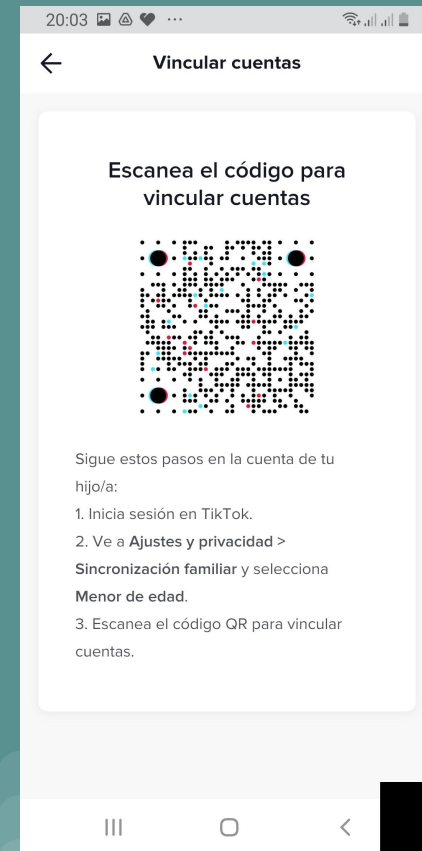 20:03
Vincular cuentas
Escanea el código para
vincular cuentas
Sigue estos pasos en la cuenta de tu
hijo/a:
1. Inicia sesión en TikTok.
2. Ve a Ajustes y privacidad >
Sincronización familiar y selecciona
Menor de edad.
3. Escanea el código QR para vincular
cuentas.